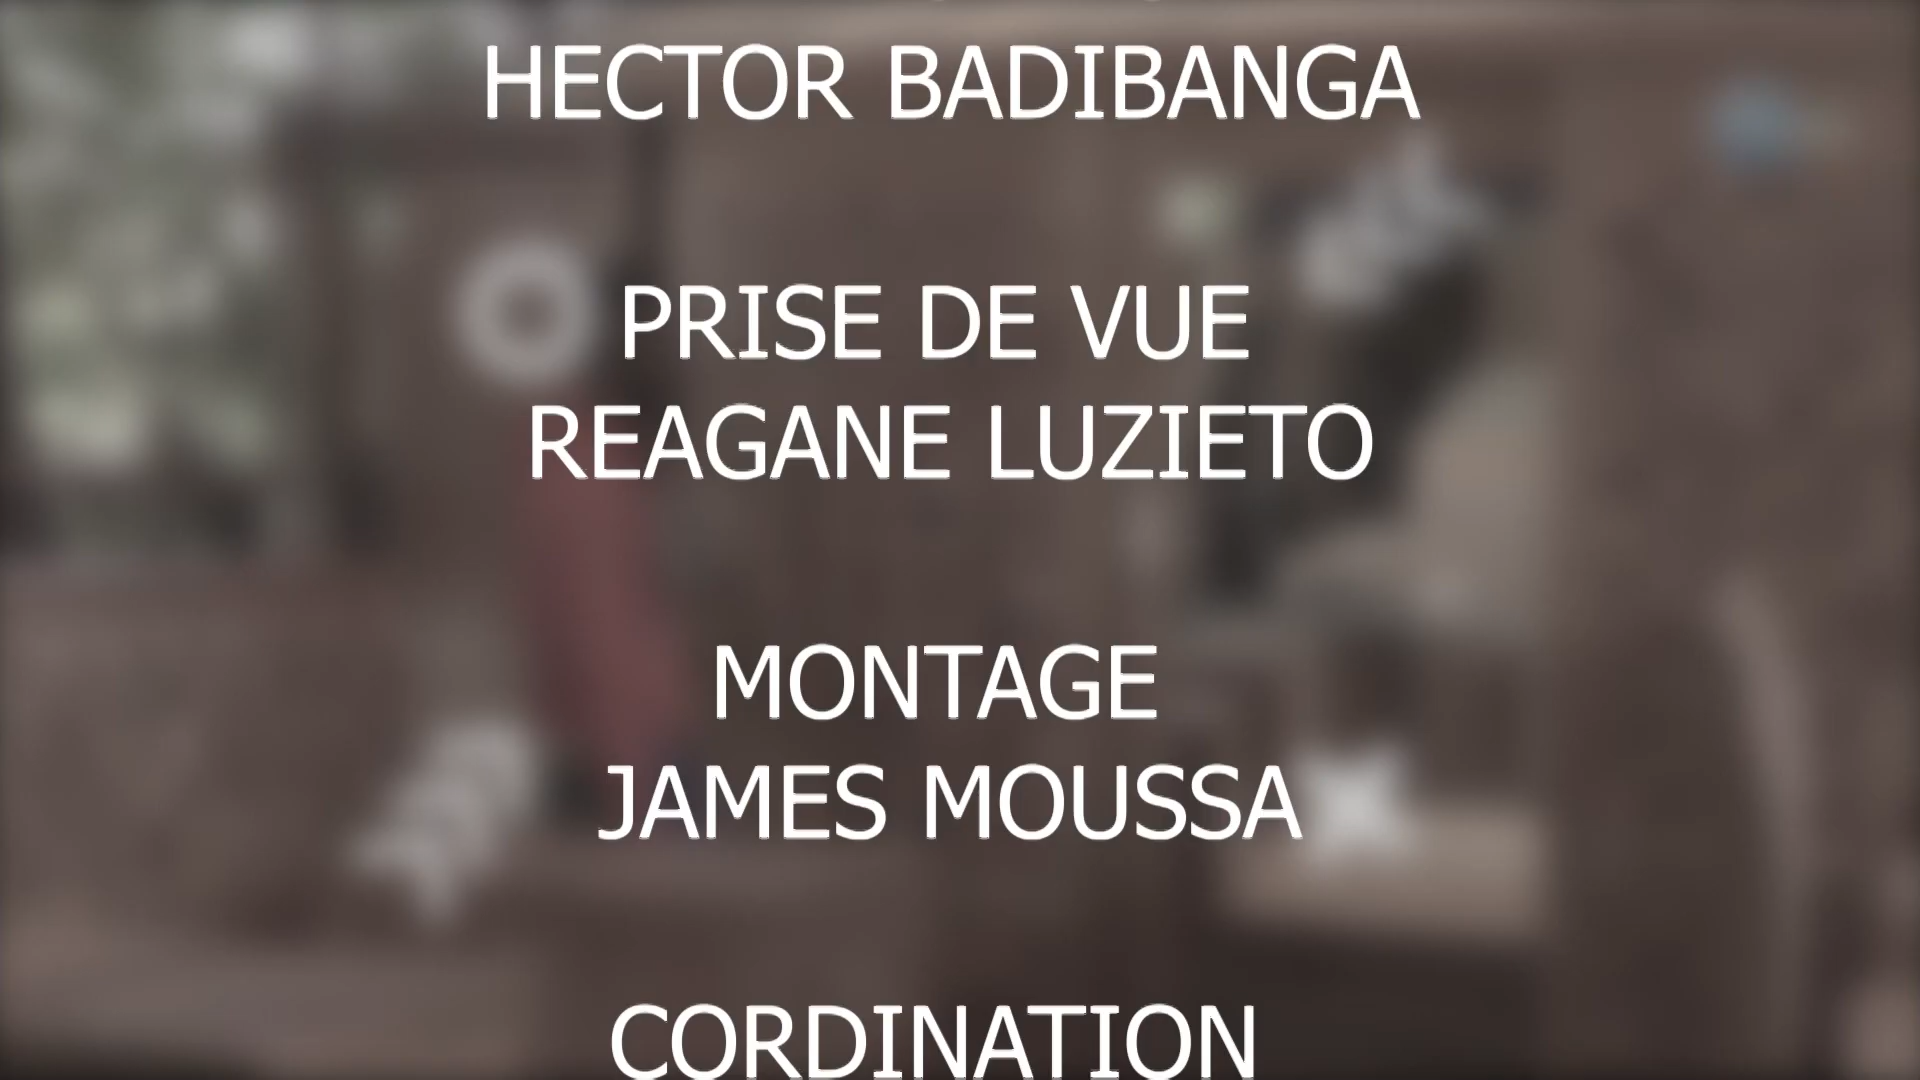 HECTOR BADIBANGA
PRISE DE VUE
REAGANE LUZIETO
MONTAGE
JAMES MOUSSA
CORDINATION